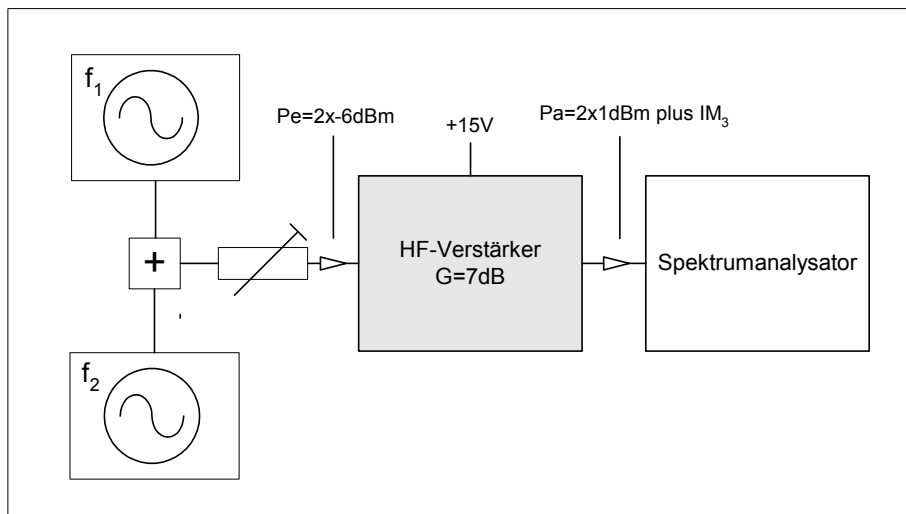 f1
Pe=2x-6dBm
+15V
Pa=2x1dBm plus IM3
+
HF-Verstärker
G=7dB
Spektrumanalysator
f2